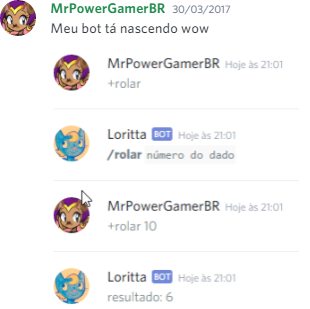 MrPowerGamerBR 30/03/2017
Meu bot tá nascendo wow
MrPowerGamerBR Hoje às 21:01
+rolar
Loritta BOT Hoje às 21:01
/rolar número do dado
MrPowerGamerBR Hoje às 21:01
+rolar 10
Loritta BOT Hoje às 21:01
resultado: 6